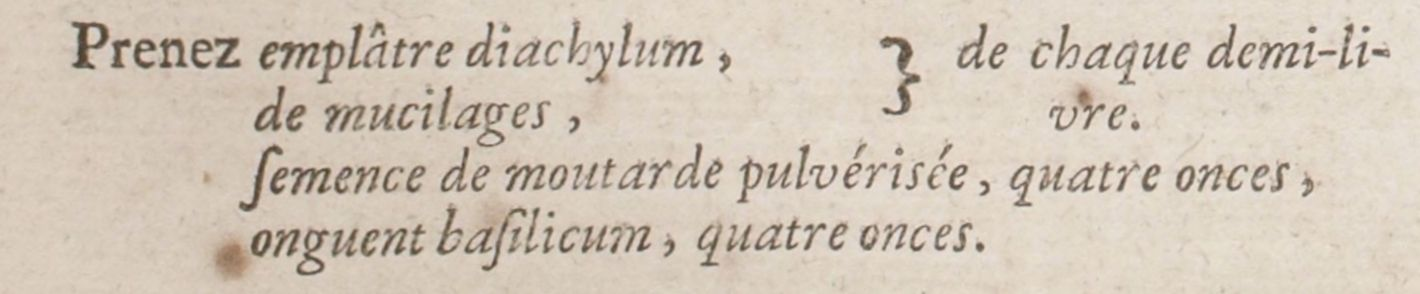 Prenez emplâtre diachylum, } de chaque demi-li-
de mucilages, vre.
ſemence de moutarde pulvérisée, quatre onces,
onguent baſilicum, quatre onces.